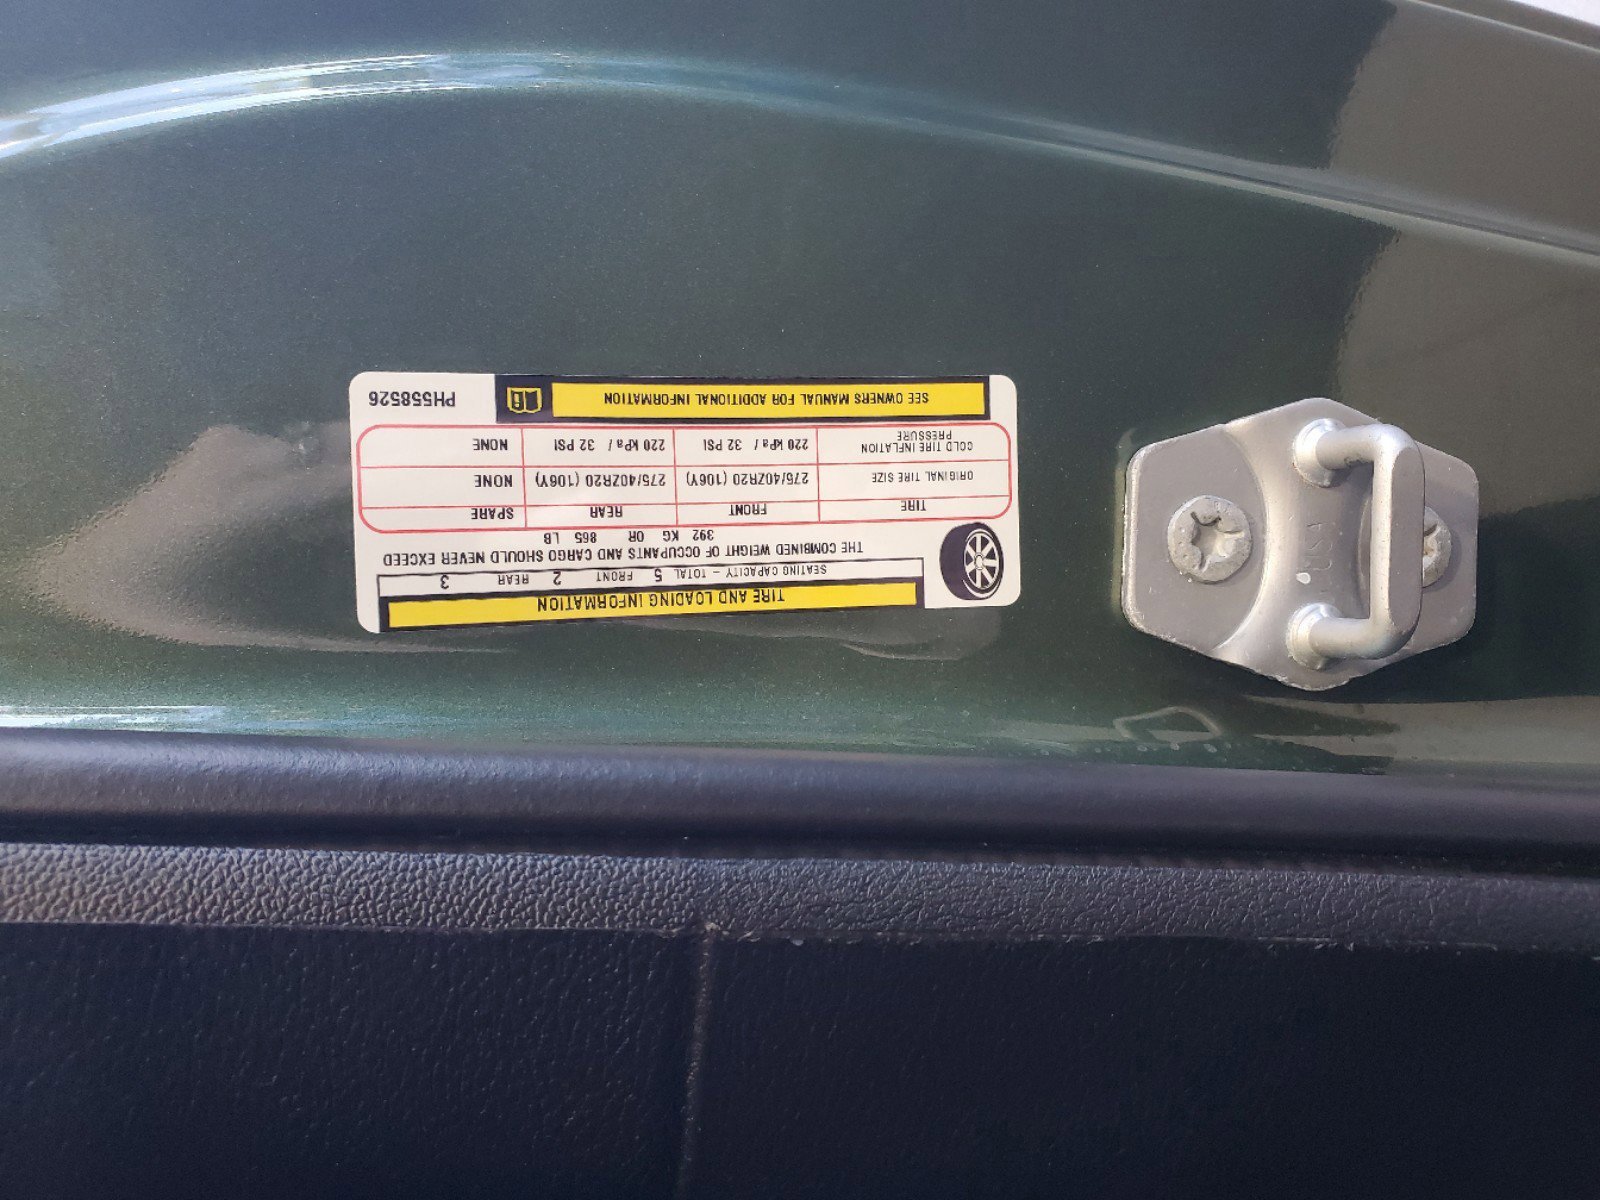 TIRE AND LOADING INFORMATION
SEATING CAPACITY – TOTAL 5 FRONT 2 REAR 3
THE COMBINED WEIGHT OF OCCUPANTS AND CARGO SHOULD NEVER EXCEED
392 KG OR 865 LB
TIRE FRONT REAR SPARE
ORIGINAL TIRE SIZE 275/40ZR20 (106Y) 275/40ZR20 (106Y) NONE
COLD TIRE INFLATION PRESSURE 220 kPa / 32 PSI 220 kPa / 32 PSI NONE
SEE OWNERS MANUAL FOR ADDITIONAL INFORMATION
PH558526